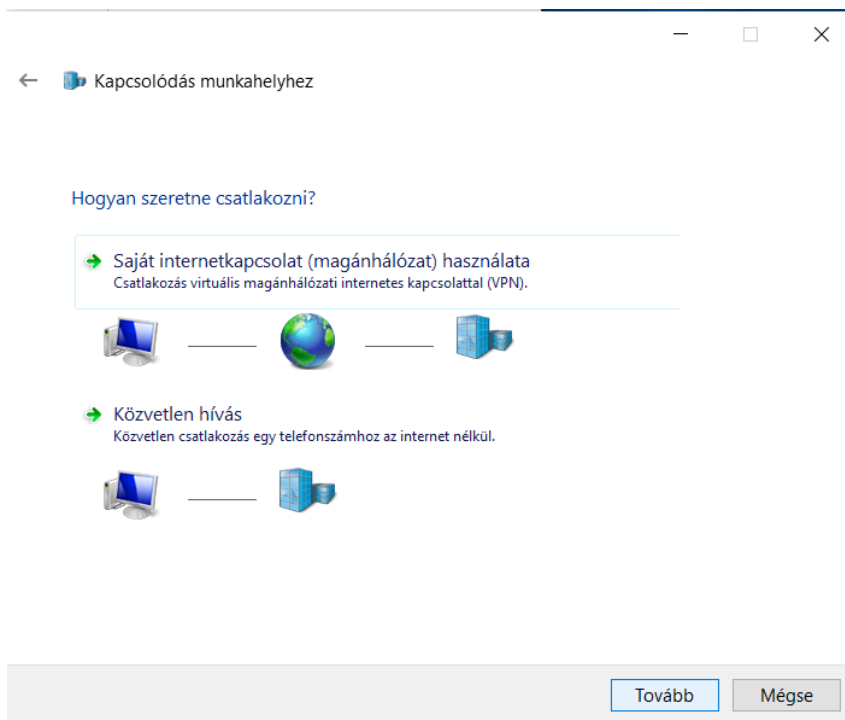 Kapcsolódás munkahelyhez
Hogyan szeretne csatlakozni?
Saját internetkapcsolat (magánhálózat) használata
Csatlakozás virtuális magánhálózati internetes kapcsolattal (VPN).
Közvetlen hívás
Közvetlen csatlakozás egy telefonszámhoz az internet nélkül.
Tovább
Mégse